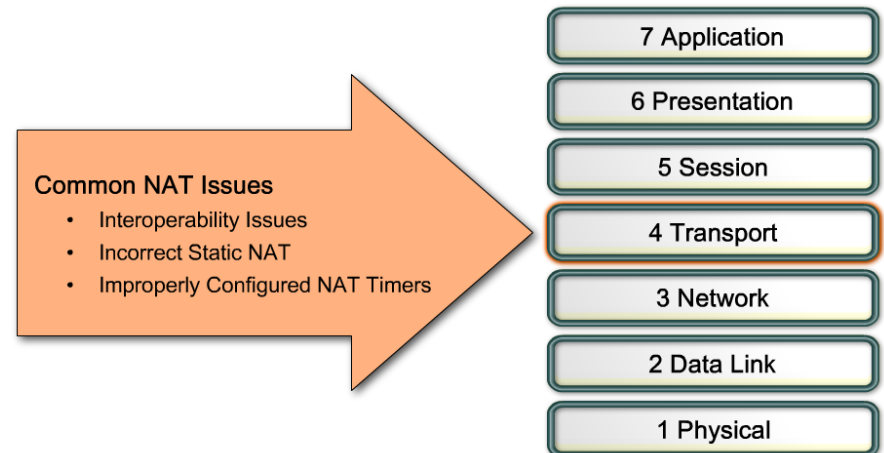 Common NAT Issues
• Interoperability Issues
• Incorrect Static NAT
• Improperly Configured NAT Timers
7 Application
6 Presentation
5 Session
4 Transport
3 Network
2 Data Link
1 Physical